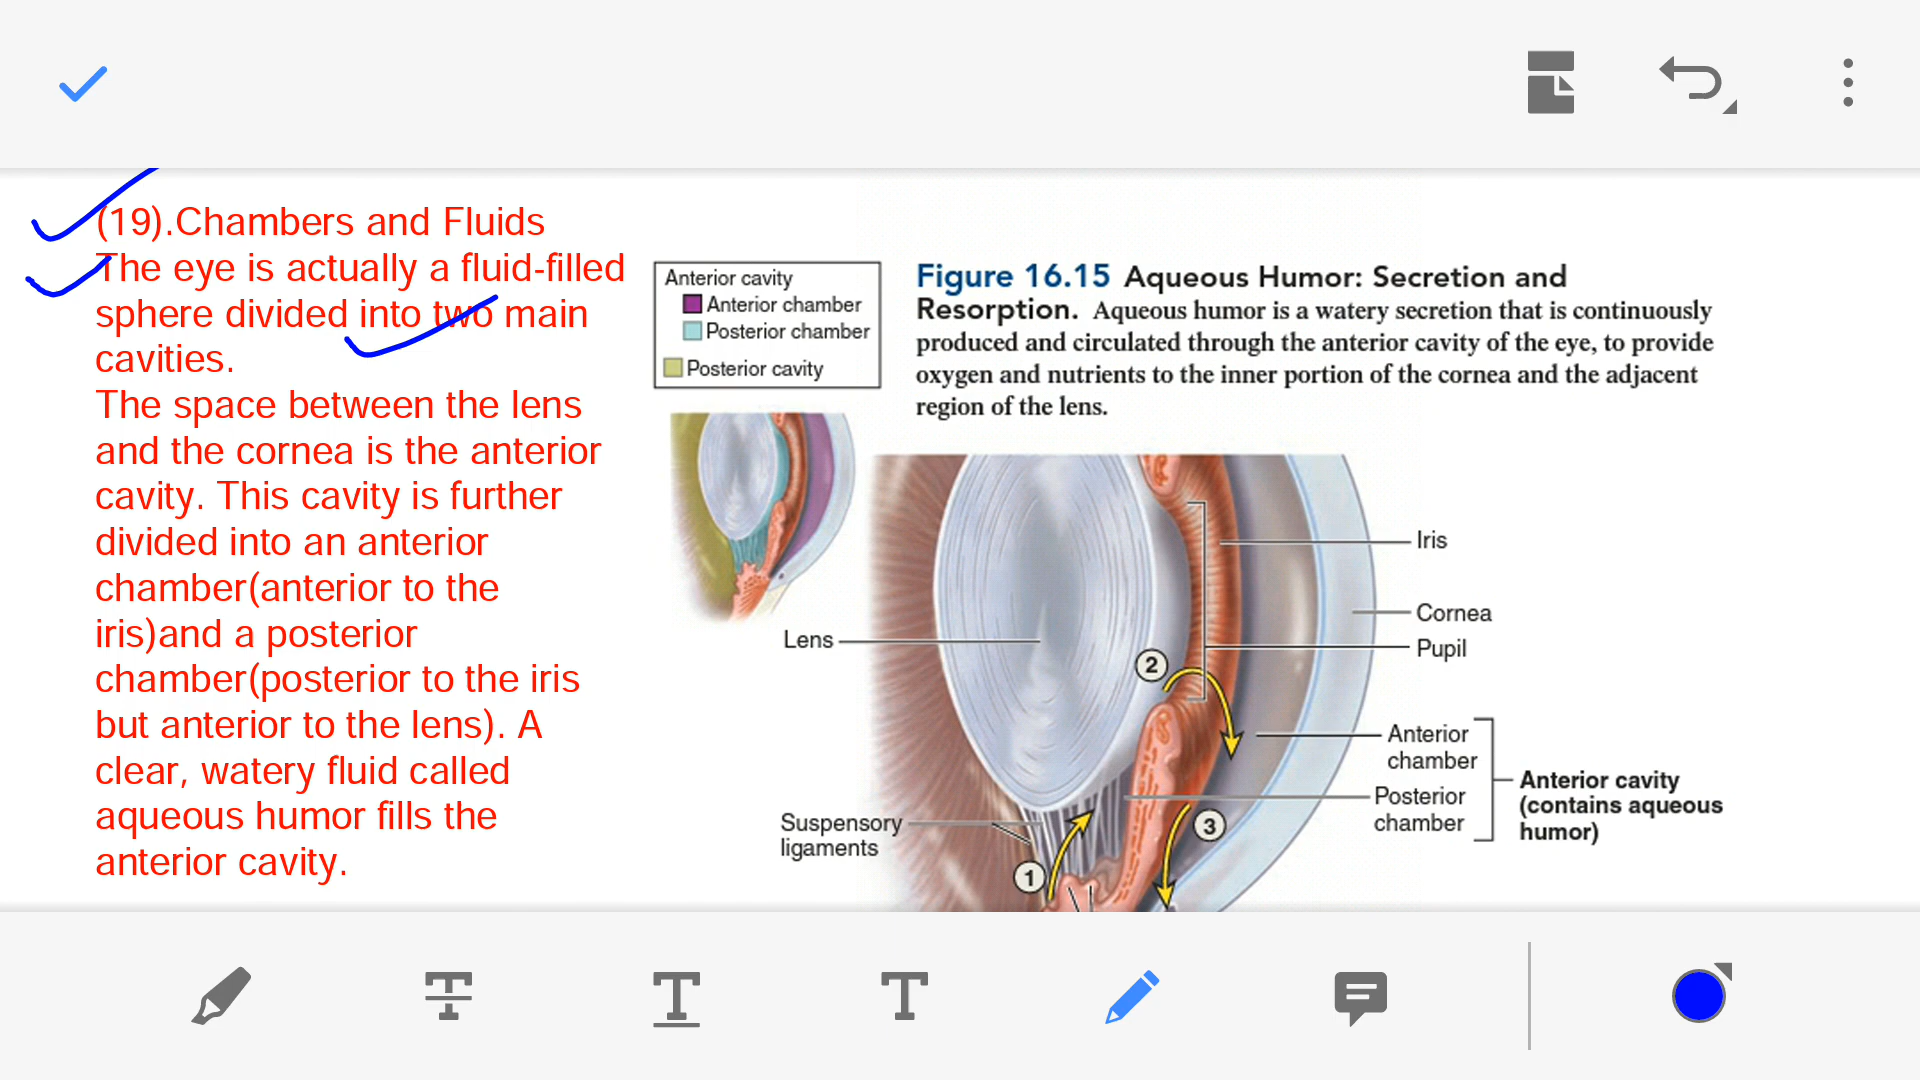 (19).Chambers and Fluids
The eye is actually a fluid-filled
sphere divided into two main
cavities.
The space between the lens
and the cornea is the anterior
cavity. This cavity is further
divided into an anterior
chamber(anterior to the
iris)and a posterior
chamber(posterior to the iris
but anterior to the lens). A
clear, watery fluid called
aqueous humor fills the
anterior cavity.
Anterior cavity
Anterior chamber
Posterior chamber
Posterior cavity
Figure 16.15 Aqueous Humor: Secretion and
Resorption. Aqueous humor is a watery secretion that is continuously
produced and circulated through the anterior cavity of the eye, to provide
oxygen and nutrients to the inner portion of the cornea and the adjacent
region of the lens.
Iris
Cornea
Lens
Pupil
2
Anterior
chamber
Posterior
chamber
Anterior cavity
(contains aqueous
humor)
Suspensory
ligaments
3
1
T
T
T